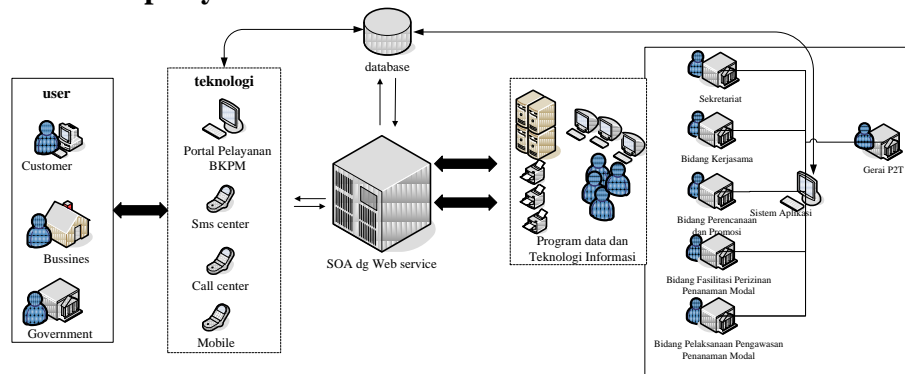 user
Customer
Bussines
Government
teknologi
Portal Pelayanan
BKPM
Sms center
Call center
Mobile
database
SOA dg Web service
Program data dan
Teknologi Informasi
Sekretariat
Bidang Kerjasama
Bidang Perencanaan
dan Promosi
Bidang Fasilitasi Perizinan
Penanaman Modal
Bidang Pelaksanaan Pengawasan
Penanaman Modal
Sistem Aplikasi
Gerai P2T